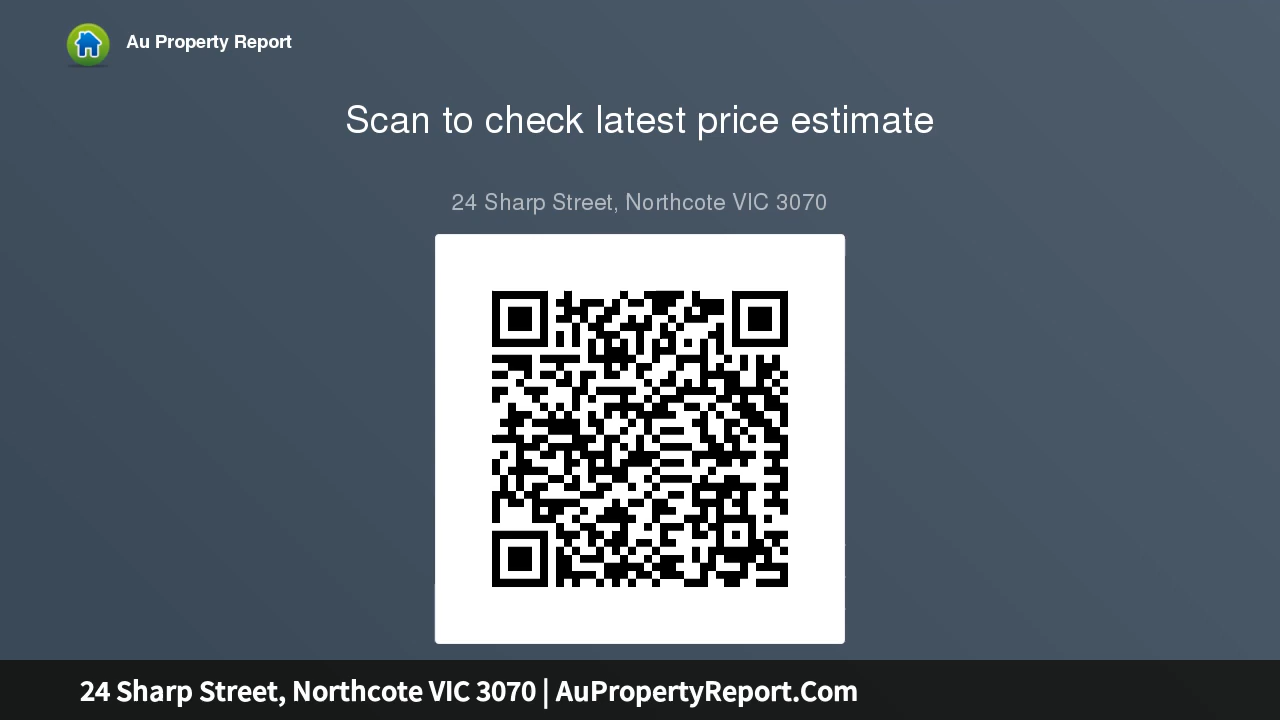 Au Property Report
Scan to check latest price estimate
24 Sharp Street, Northcote VIC 3070
24 Sharp Street, Northcote VIC 3070 | AuPropertyReport.Com